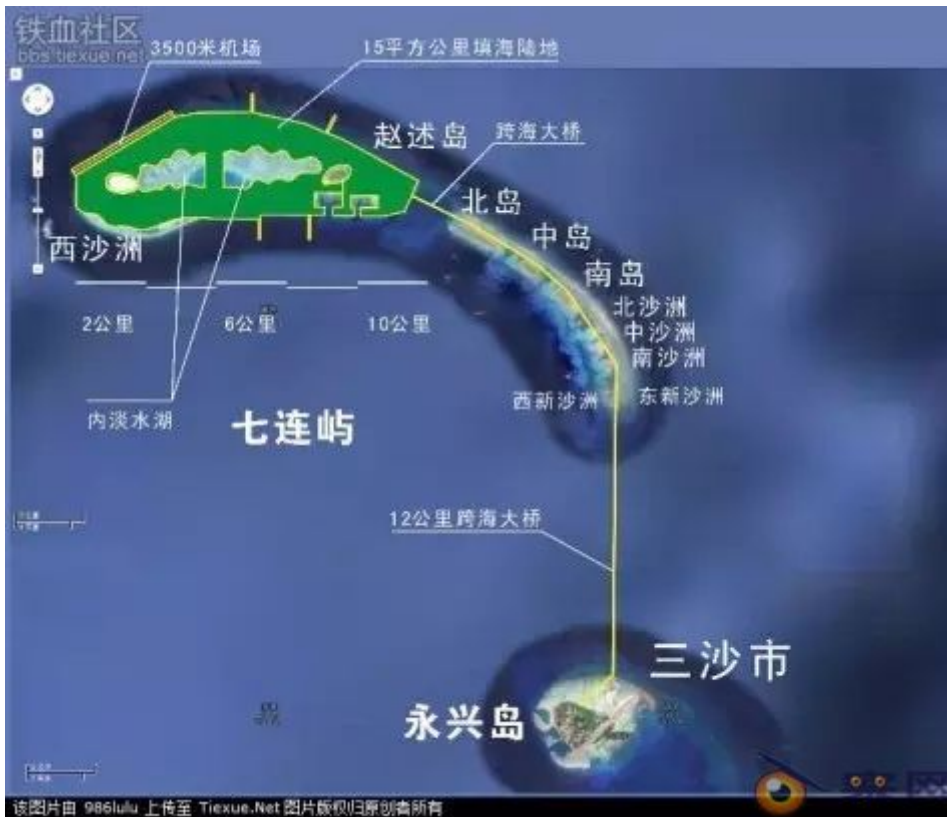 铁血社区
bbs.tiexue.net
3500米机场
15平方公里填海陆地
赵述岛
跨海大桥
北岛
中岛
南岛
西沙洲
北沙洲
中沙洲
南沙洲
2公里
6公里
10公里
西新沙洲
东新沙洲
内淡水湖
七连屿
12公里跨海大桥
三沙市
永兴岛
该图片由 986lulu 上传至 Tiexue.Net 图片版权归原创者所有